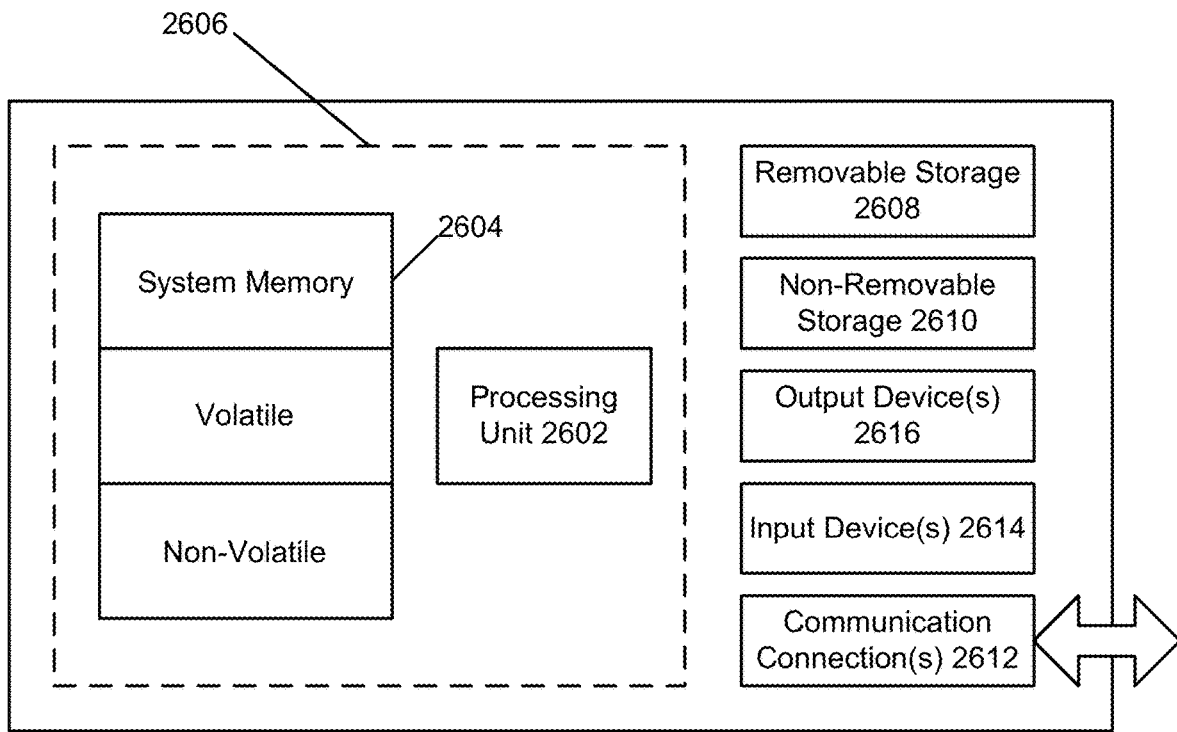 2606
2604
System Memory
Volatile
Non-Volatile
Processing
Unit 2602
Removable Storage
2608
Non-Removable
Storage 2610
Output Device(s)
2616
Input Device(s) 2614
Communication
Connection(s) 2612